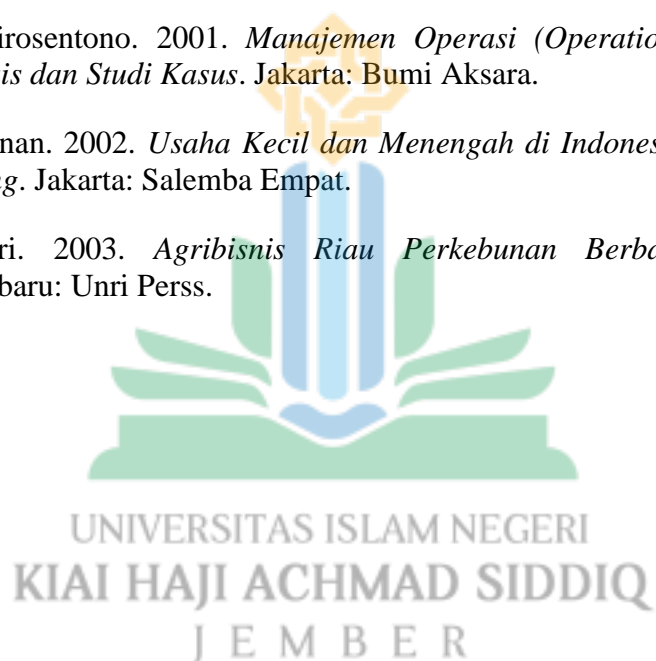 irosentono. 2001. Manajemen Operasi (Operatio
is dan Studi Kasus. Jakarta: Bumi Aksara.
nan. 2002. Usaha Kecil dan Menengah di Indones
ng. Jakarta: Salemba Empat.
ri. 2003. Agribisnis Riau Perkebunan Berba
baru: Unri Perss.
UNIVERSITAS ISLAM NEGERI
KIAI HAJI ACHMAD SIDDIQ
J E M B E R